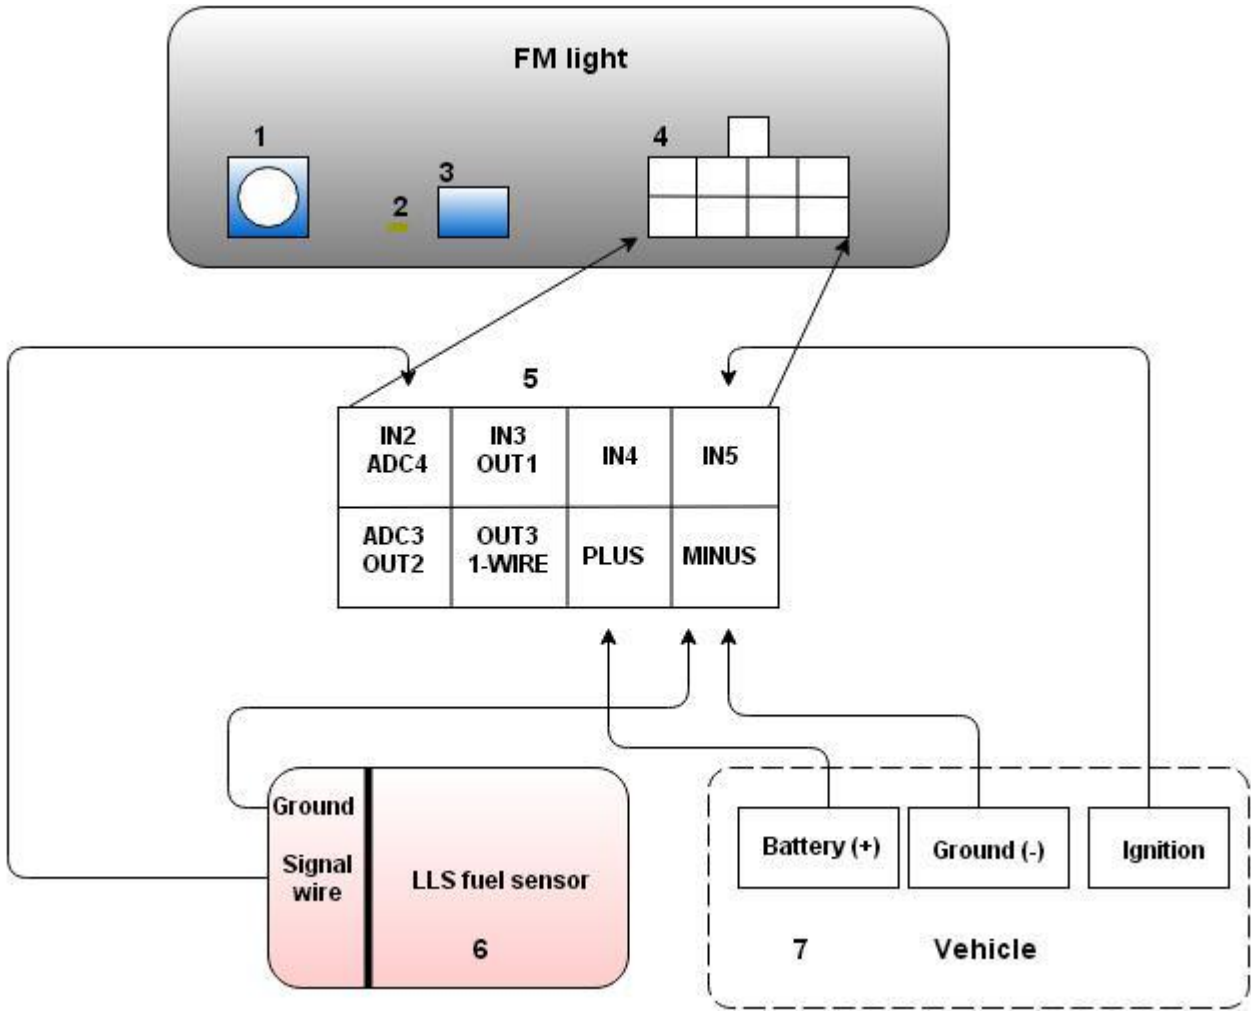 FM light
1
2
3
4
5
IN2
ADC4
IN3
OUT1
IN4
IN5
ADC3
OUT2
OUT3
1-WIRE
PLUS
MINUS
Ground
Signal
wire
LLS fuel sensor
6
Battery (+)
Ground (-)
Ignition
7
Vehicle